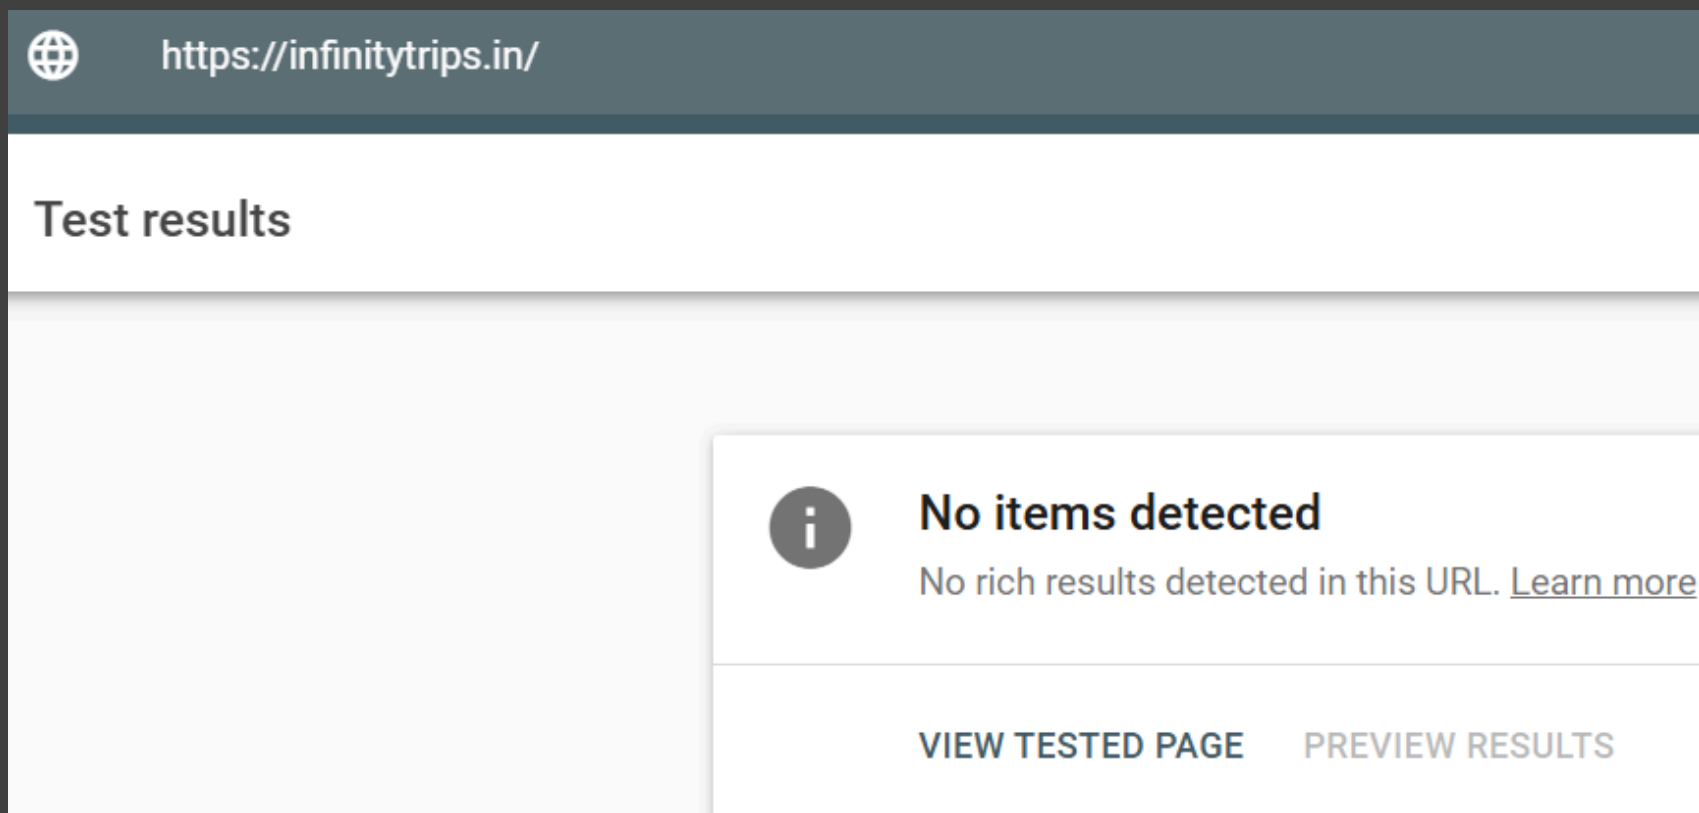 https://infinitytrips.in/
Test results
No items detected
No rich results detected in this URL. Learn more
VIEW TESTED PAGE PREVIEW RESULTS